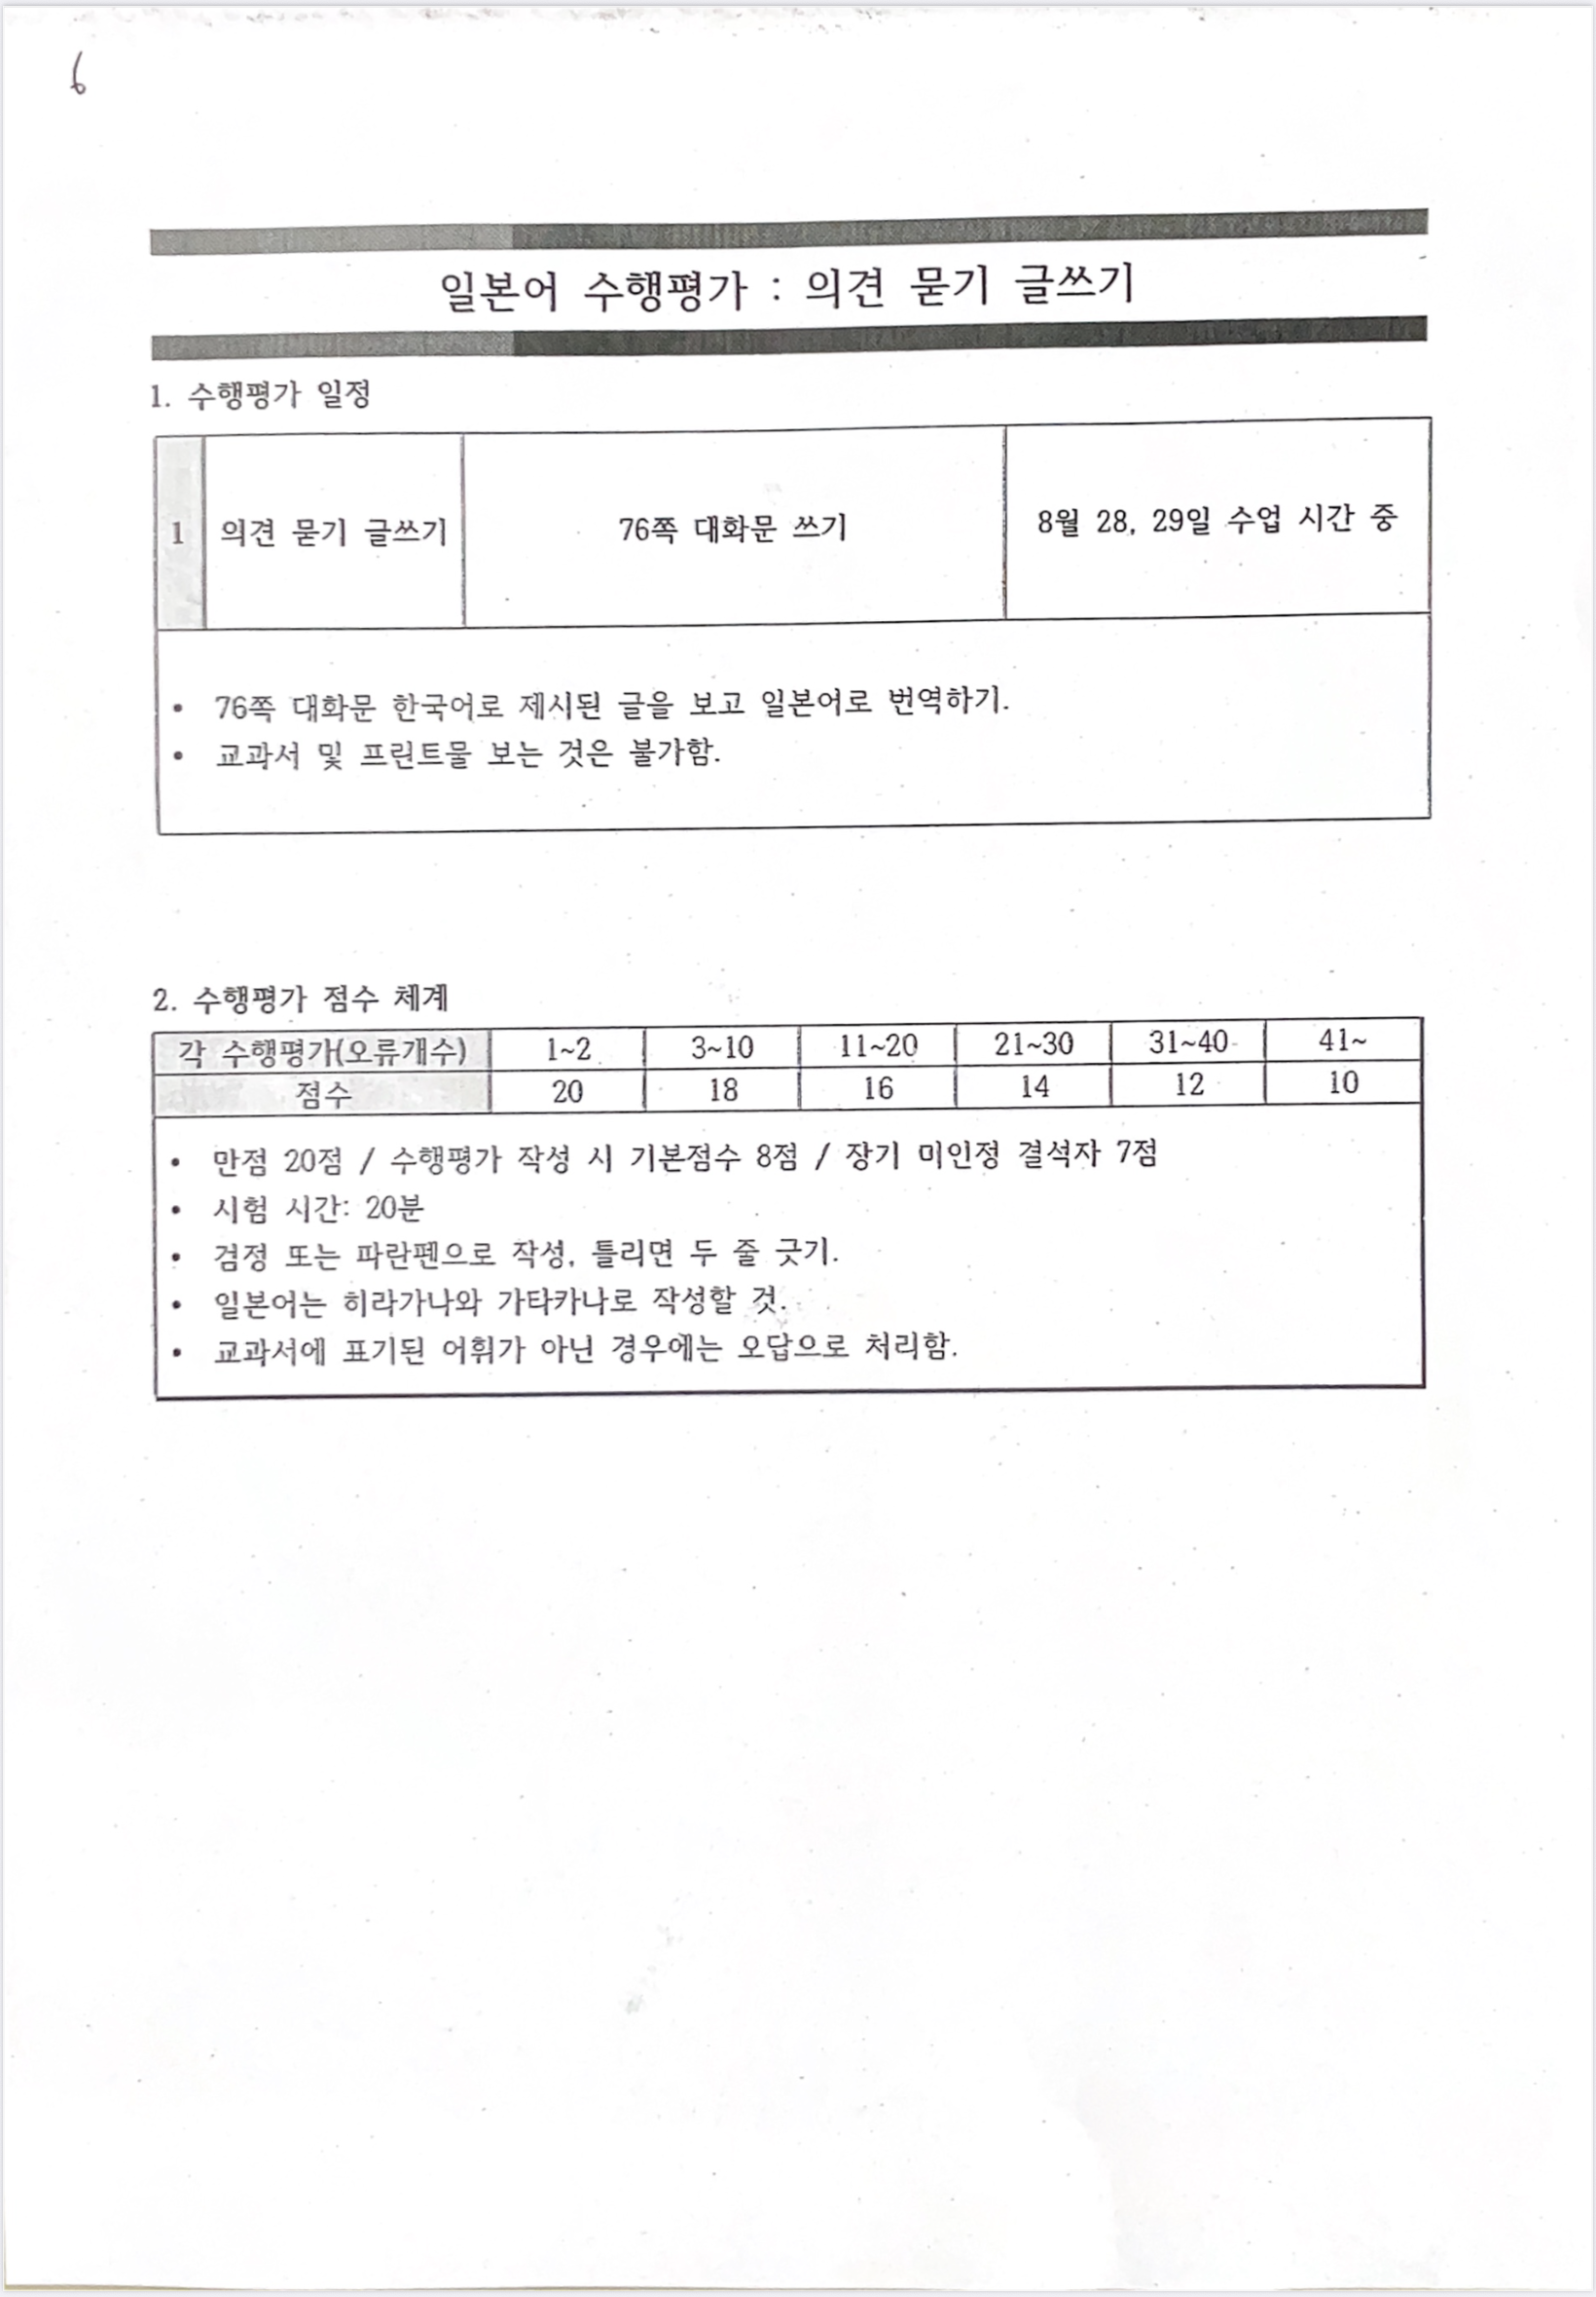 6
일본어 수행평가 : 의견 묻기 글쓰기
1. 수행평가 일정
1 의견 묻기 글쓰기 76쪽 대화문 쓰기 8월 28, 29일 수업 시간 중
• 76쪽 대화문 한국어로 제시된 글을 보고 일본어로 번역하기.
• 교과서 및 프린트물 보는 것은 불가함.
2. 수행평가 점수 체계
각 수행평가(오류개수) 1~2 3~10 11~20 21~30 31~40 41~
점수 20 18 16 14 12 10
• 만점 20점 / 수행평가 작성 시 기본점수 8점 / 장기 미인정 결석자 7점
• 시험 시간: 20분
• 검정 또는 파란펜으로 작성, 틀리면 두 줄 긋기.
• 일본어는 히라가나와 가타카나로 작성할 것.
• 교과서에 표기된 어휘가 아닌 경우에는 오답으로 처리함.